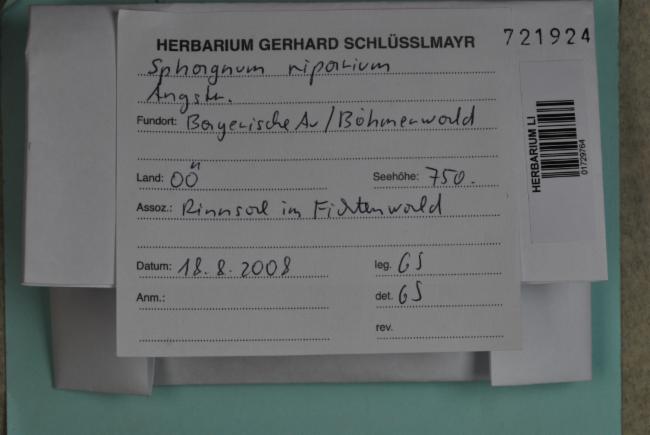 HERBARIUM GERHARD SCHLÜSSLMAYR 721924
Sphagnum riparium
Ångstr.
Fundort: Bayerische Au / Böhmerwald
Land: OÖ Seehöhe: 750.
Assoz.: Rinnsal im Fichtenwald
Datum: 18.8.2008 leg. GS
Anm.: det. GS
rev.
HERBARIUM LI
01729764